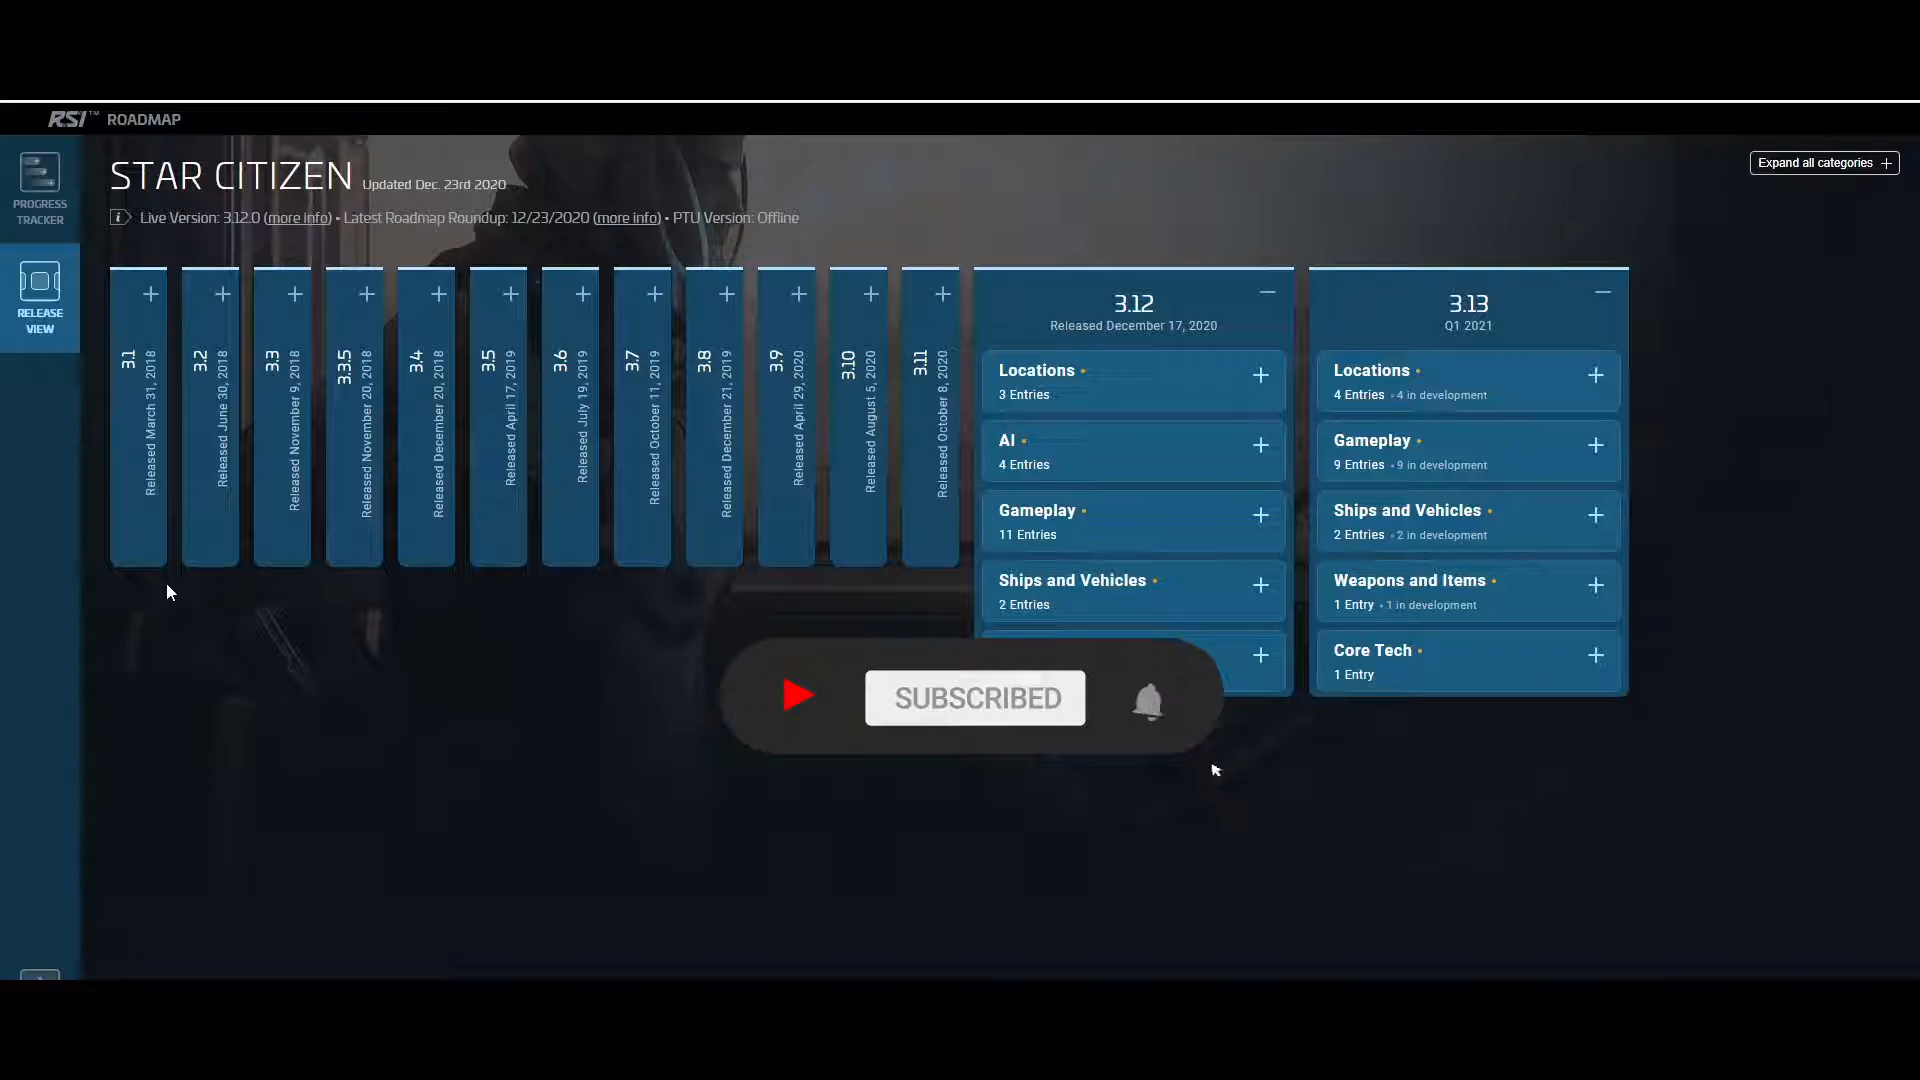 RSI™ ROADMAP
PROGRESS
TRACKER
RELEASE
VIEW
STAR CITIZEN Updated Dec. 23rd 2020
Live Version: 3.12.0 (more info) • Latest Roadmap Roundup: 12/23/2020 (more info) • PTU Version: Offline
Expand all categories +
3.1
Released March 31, 2018
3.2
Released June 30, 2018
3.3
Released November 9, 2018
3.3.5
Released November 20, 2018
3.4
Released December 20, 2018
3.5
Released April 17, 2019
3.6
Released July 19, 2019
3.7
Released October 11, 2019
3.8
Released December 21, 2019
3.9
Released April 29, 2020
3.10
Released August 5, 2020
3.11
Released October 8, 2020
3.12
Released December 17, 2020
Locations •
3 Entries
AI •
4 Entries
Gameplay •
11 Entries
Ships and Vehicles •
2 Entries
3.13
Q1 2021
Locations •
4 Entries • 4 in development
Gameplay •
9 Entries • 9 in development
Ships and Vehicles •
2 Entries • 2 in development
Weapons and Items •
1 Entry • 1 in development
Core Tech •
1 Entry
SUBSCRIBED